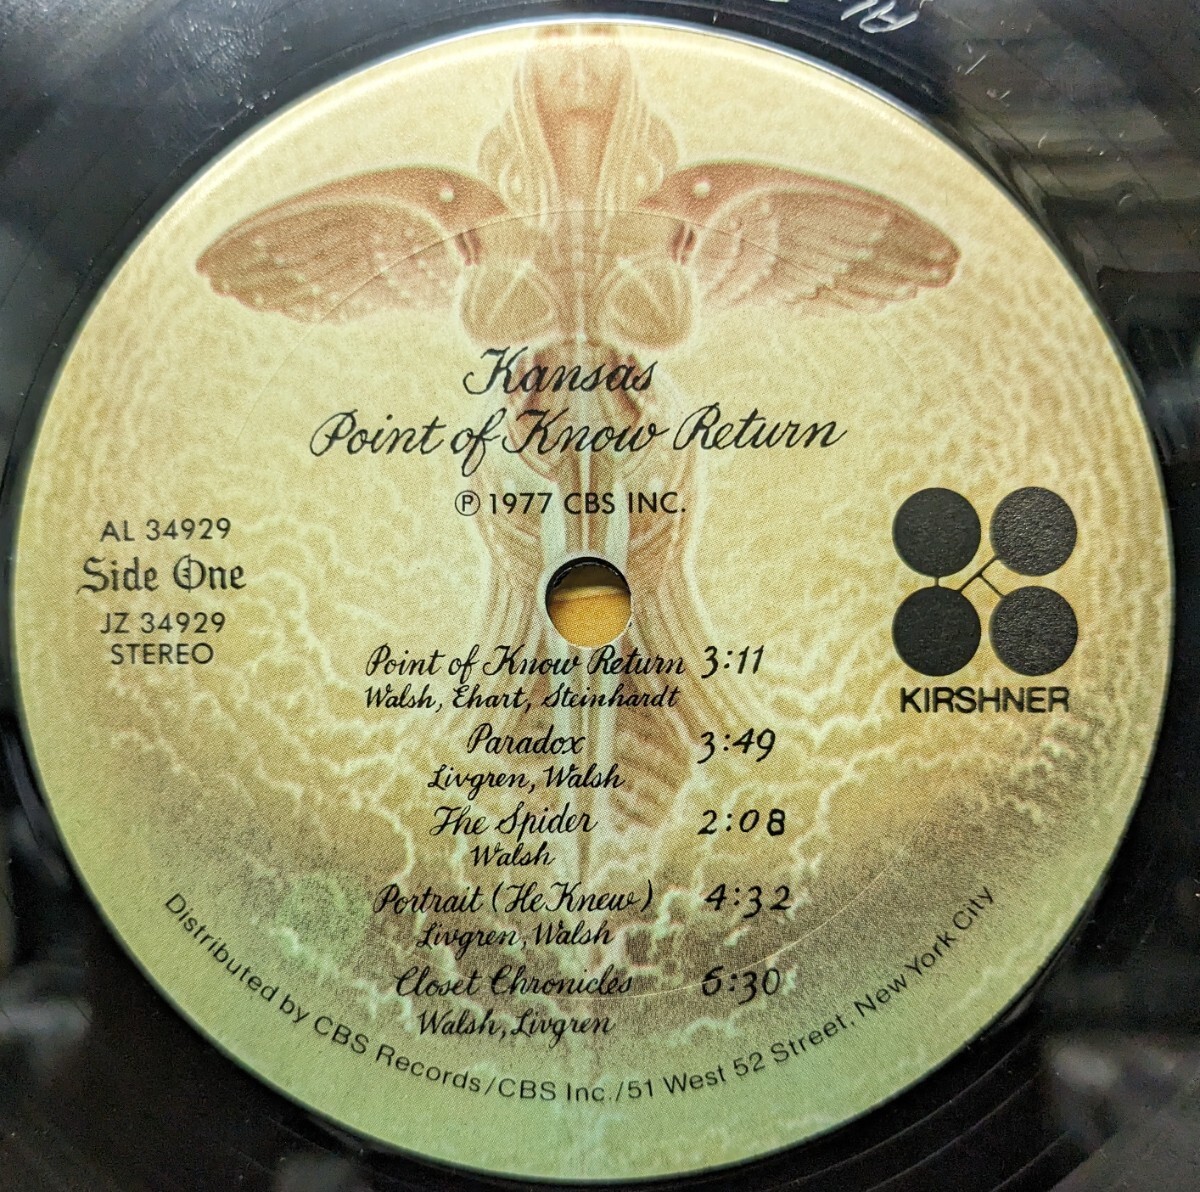 Kansas
Point of Know Return
Ⓟ 1977 CBS INC.
AL 34929
Side One
JZ 34929
STEREO
KIRSHNER
Point of Know Return 3:11
Walsh, Ehart, Steinhardt
Paradox 3:49
Livgren, Walsh
The Spider 2:08
Walsh
Portrait (He Knew) 4:32
Livgren, Walsh
Closet Chronicles 6:30
Walsh, Livgren
Distributed by CBS Records/CBS Inc./51 West 52 Street, New York City